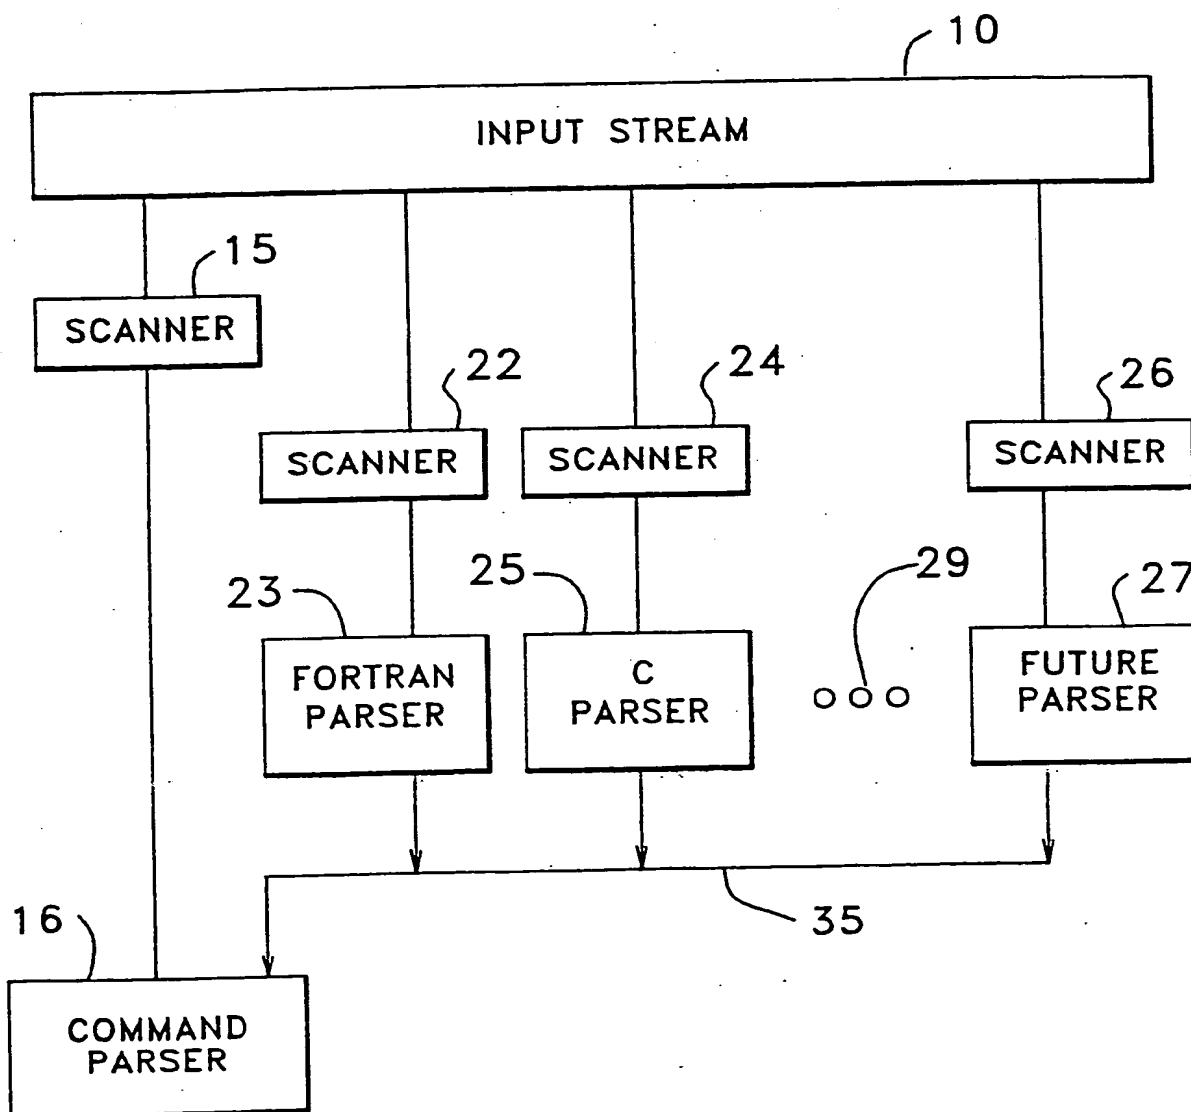 10
INPUT STREAM
15
SCANNER
22
24
26
SCANNER
SCANNER
SCANNER
23
25
29
27
FORTRAN
PARSER
C
PARSER
FUTURE
PARSER
35
16
COMMAND
PARSER